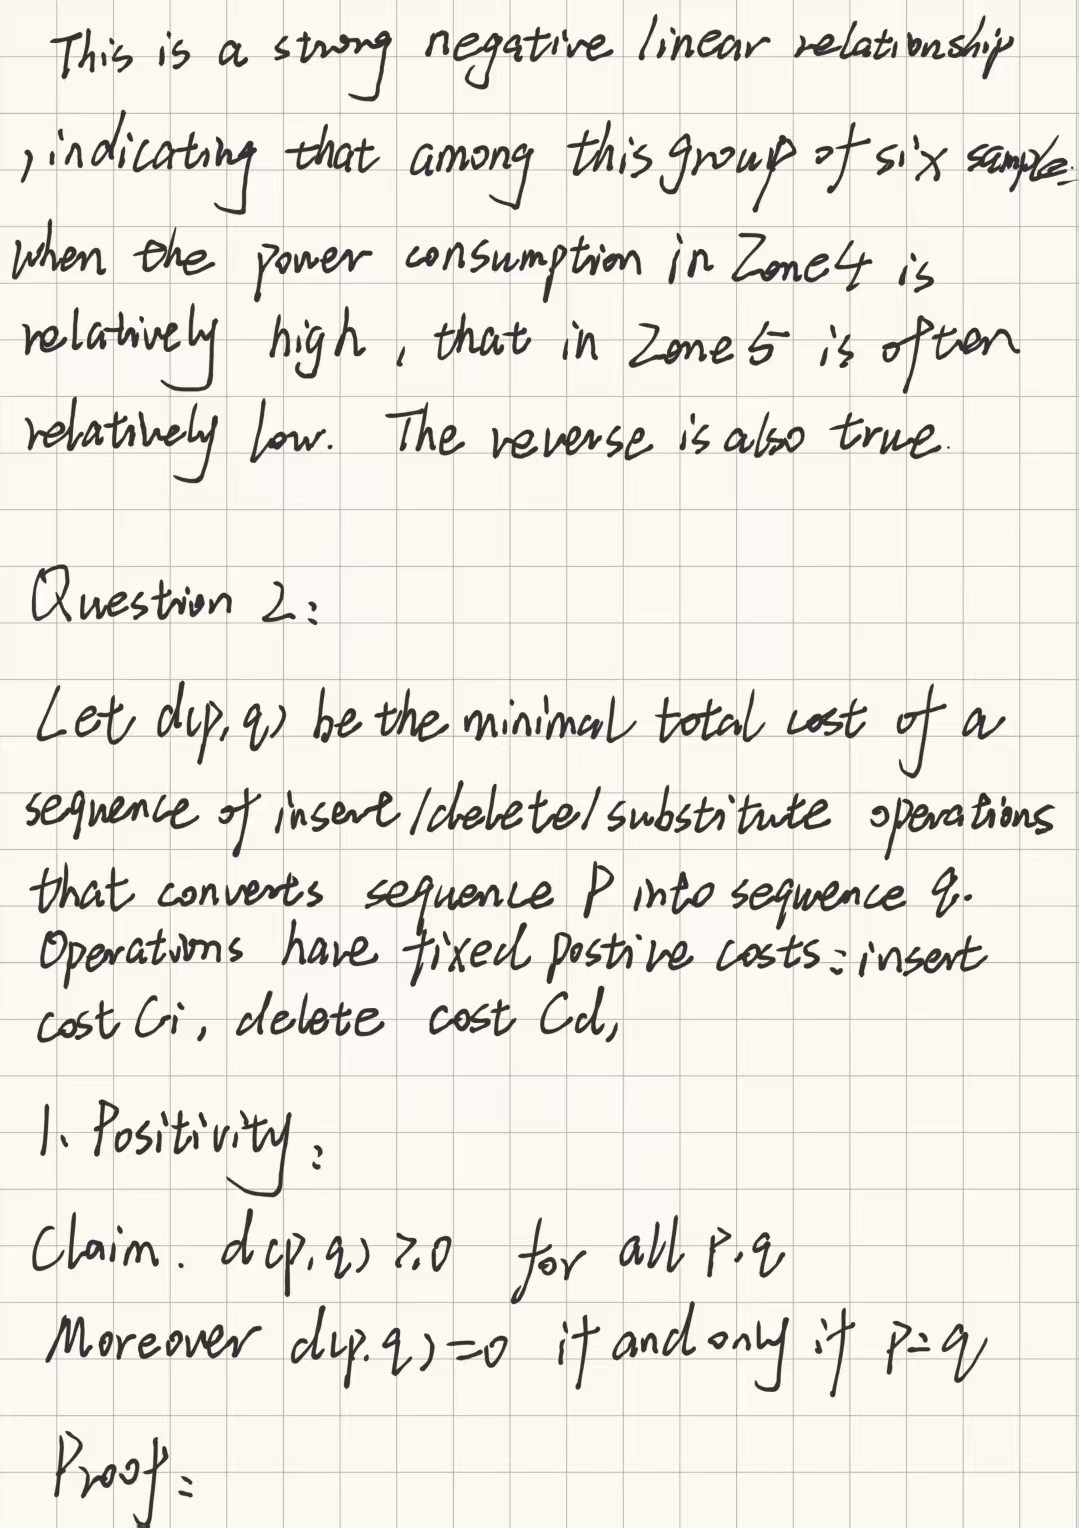 This is a strong negative linear relationship
, indicating that among this group of six sample.
when the power consumption in Zone4 is
relatively high, that in Zone5 is often
relatively low. The reverse is also true.
Question 2:
Let d(p,q) be the minimal total cost of a
sequence of insert/delete/substitute operations
that converts sequence P into sequence q.
Operations have fixed postive costs: insert
cost Ci, delete cost Cd,
1. Positivity:
Claim. d(p,q) ≥ 0 for all p.q
Moreover d(p.q) = 0 if and only if p = q
Proof: